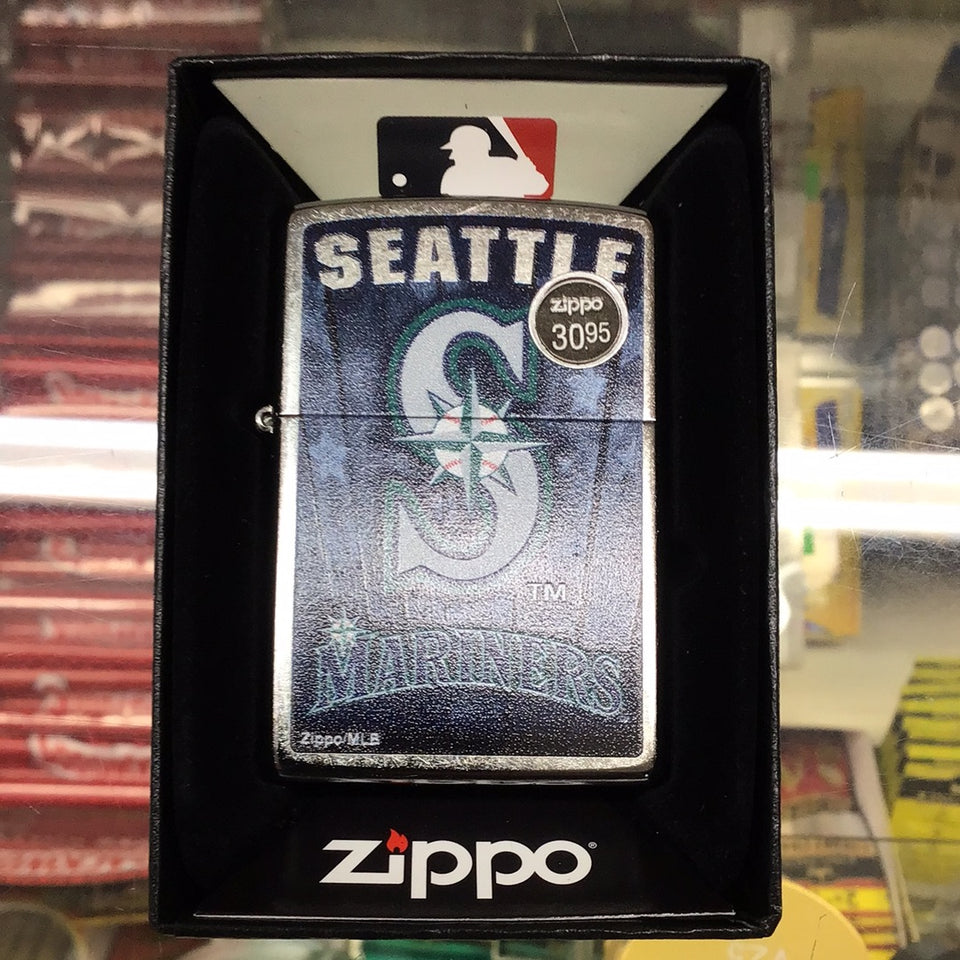 SEATTLE
zippo
30.95
S
TM
MARINERS
Zippo/MLB
zippo®